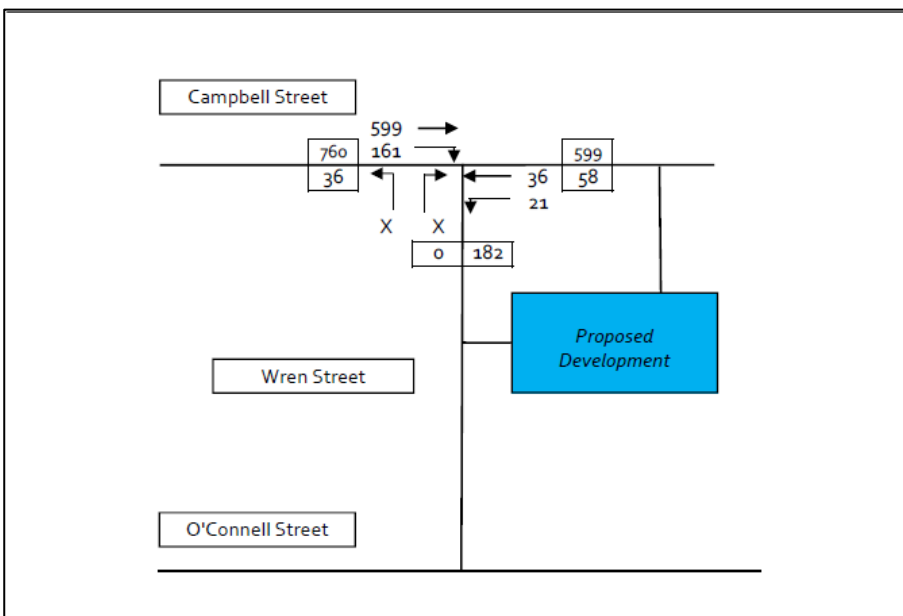 Campbell Street
599
760 161 599
36 36 58
21
X X
0 182
Proposed
Development
Wren Street
O'Connell Street